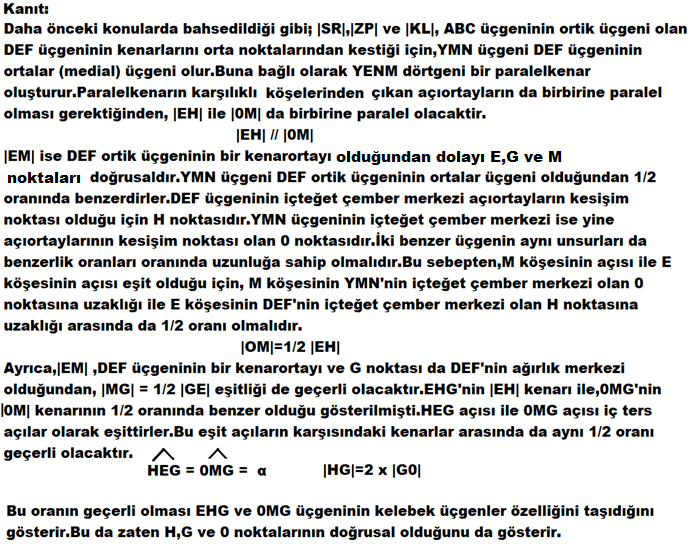 Kanıt:
Daha önceki konularda bahsedildiği gibi; |SR|,|ZP| ve |KL|, ABC üçgeninin ortik üçgeni olan
DEF üçgeninin kenarlarını orta noktalarından kestiği için,YMN üçgeni DEF üçgeninin
ortalar (medial) üçgeni olur.Buna bağlı olarak YENM dörtgeni bir paralelkenar
oluşturur.Paralelkenarın karşılıklı köşelerinden çıkan açıortayların da birbirine paralel
olması gerektiğinden, |EH| ile |0M| da birbirine paralel olacaktir.
|EH| // |0M|
|EM| ise DEF ortik üçgeninin bir kenarortayı olduğundan dolayı E,G ve M
noktaları doğrusaldır.YMN üçgeni DEF ortik üçgeninin ortalar üçgeni olduğundan 1/2
oranında benzerdirler.DEF üçgeninin içteğet çember merkezi açıortayların kesişim
noktası olduğu için H noktasıdır.YMN üçgeninin içteğet çember merkezi ise yine
açıortaylarının kesişim noktası olan 0 noktasıdır.İki benzer üçgenin aynı unsurları da
benzerlik oranları oranında uzunluğa sahip olmalıdır.Bu sebepten,M köşesinin açısı ile E
köşesinin açısı eşit olduğu için, M köşesinin YMN'nin içteğet çember merkezi olan 0
noktasına uzaklığı ile E köşesinin DEF'nin içteğet çember merkezi olan H noktasına
uzaklığı arasında da 1/2 oranı olmalıdır.
|OM|=1/2 |EH|
Ayrıca,|EM| ,DEF üçgeninin bir kenarortayı ve G noktası da DEF'nin ağırlık merkezi
olduğundan, |MG| = 1/2 |GE| eşitliği de geçerli olacaktır.EHG'nin |EH| kenarı ile,0MG'nin
|0M| kenarının 1/2 oranında benzer olduğu gösterilmişti.HEG açısı ile 0MG açısı iç ters
açılar olarak eşittirler.Bu eşit açıların karşısındaki kenarlar arasında da aynı 1/2 oranı
geçerli olacaktır.
HEG = 0MG = α |HG|=2 x |G0|
Bu oranın geçerli olması EHG ve 0MG üçgeninin kelebek üçgenler özelliğini taşıdığını
gösterir.Bu da zaten H,G ve 0 noktalarının doğrusal olduğunu da gösterir.